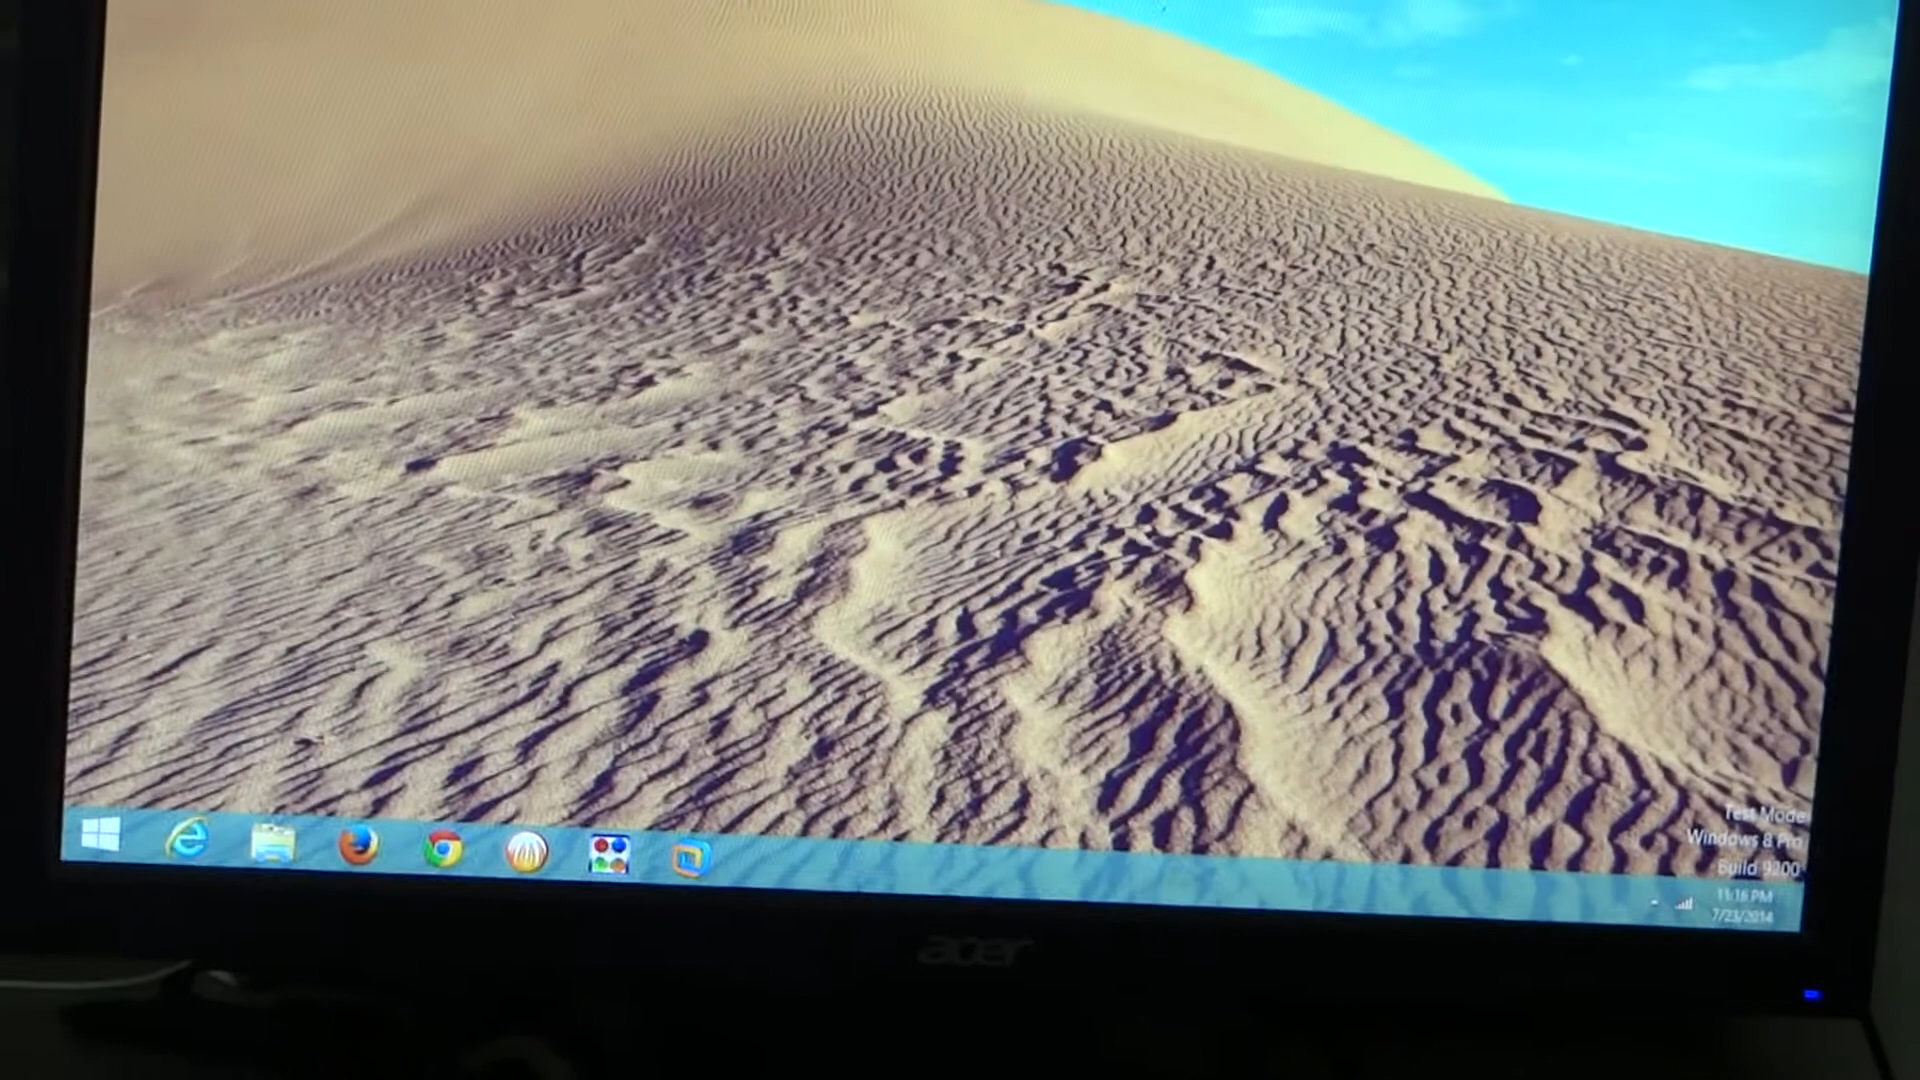 Test Mode
Windows 8 Pro
Build 9200
11:16 PM
7/23/2014
acer